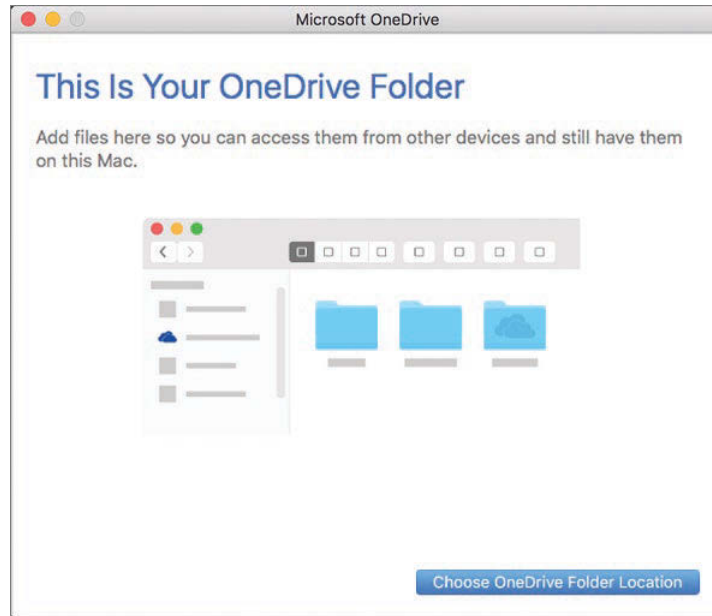 Microsoft OneDrive
This Is Your OneDrive Folder
Add files here so you can access them from other devices and still have them
on this Mac.
Choose OneDrive Folder Location